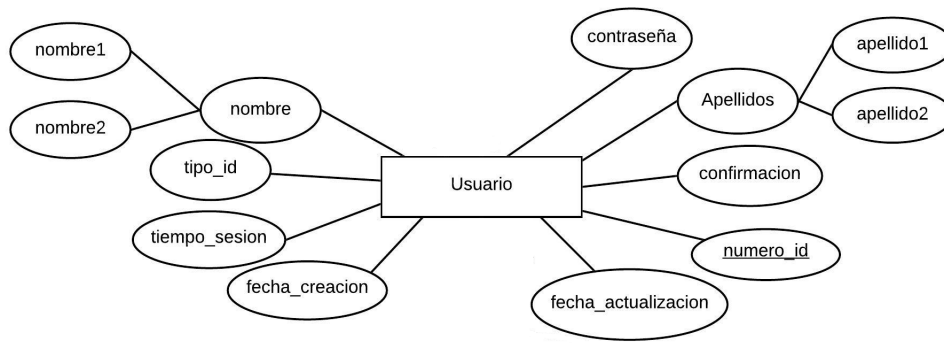 nombre1
contraseña
apellido1
nombre
Apellidos
nombre2
apellido2
tipo_id
Usuario
confirmacion
tiempo_sesion
numero_id
fecha_creacion
fecha_actualizacion